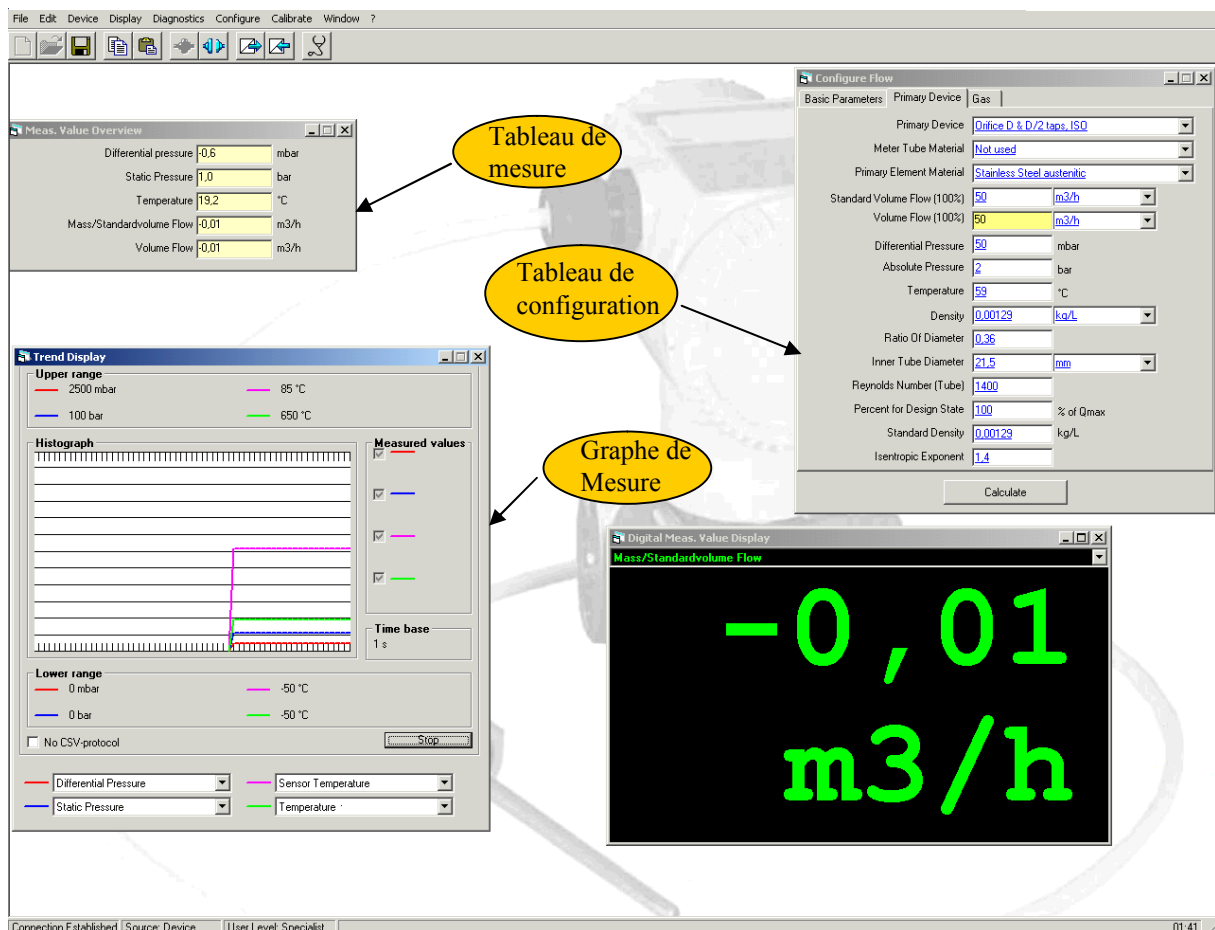 File Edit Device Display Diagnostics Configure Calibrate Window ?
Meas. Value Overview
Differential pressure -0,6 mbar
Static Pressure 1,0 bar
Temperature 19,2 °C
Mass/Standardvolume Flow -0,01 m3/h
Volume Flow -0,01 m3/h
Tableau de
mesure
Tableau de
configuration
Graphe de
Mesure
Configure Flow
Basic Parameters Primary Device Gas
Primary Device Orifice D & D/2 taps, ISO
Meter Tube Material Not used
Primary Element Material Stainless Steel austenitic
Standard Volume Flow (100%) 50 m3/h
Volume Flow (100%) 50 m3/h
Differential Pressure 50 mbar
Absolute Pressure 2 bar
Temperature 59 °C
Density 0,00129 kg/L
Ratio Of Diameter 0,36
Inner Tube Diameter 21,5 mm
Reynolds Number (Tube) 1400
Percent for Design State 100 % of Qmax
Standard Density 0,00129 kg/L
Isentropic Exponent 1,4
Calculate
Trend Display
Upper range
2500 mbar 85 °C
100 bar 650 °C
Histograph
Measured values
Time base
1 s
Lower range
0 mbar -50 °C
0 bar -50 °C
No CSV-protocol
Stop
Differential Pressure Sensor Temperature
Static Pressure Temperature
Digital Meas. Value Display
Mass/Standardvolume Flow
-0,01
m3/h
Connection Established Source: Device User Level: Specialist 01:41